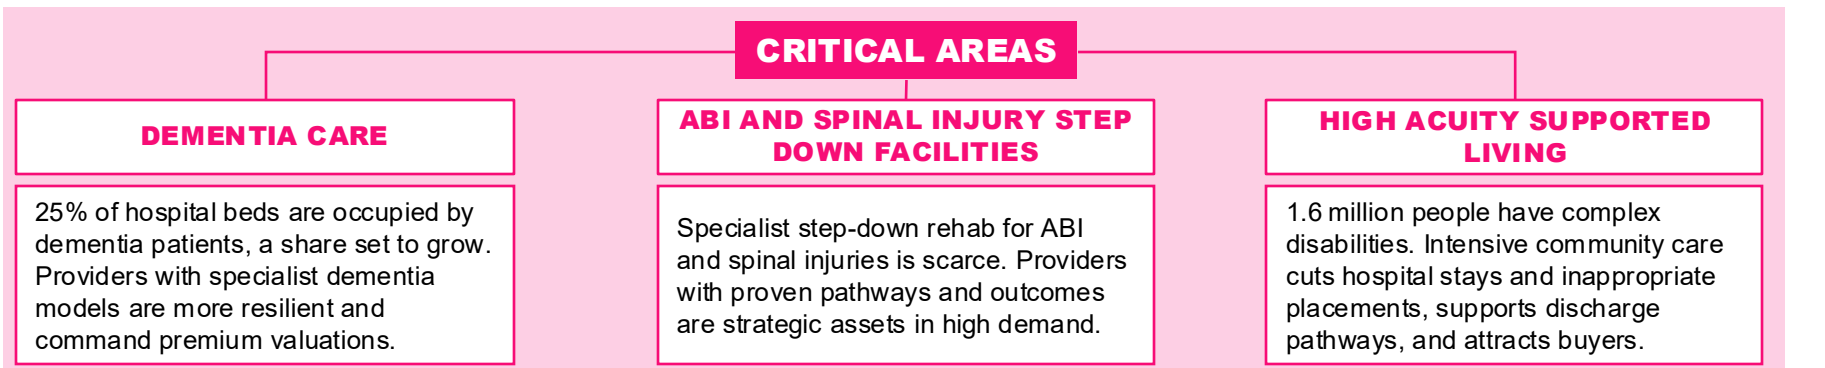 CRITICAL AREAS
DEMENTIA CARE
25% of hospital beds are occupied by
dementia patients, a share set to grow.
Providers with specialist dementia
models are more resilient and
command premium valuations.
ABI AND SPINAL INJURY STEP
DOWN FACILITIES
Specialist step-down rehab for ABI
and spinal injuries is scarce. Providers
with proven pathways and outcomes
are strategic assets in high demand.
HIGH ACUITY SUPPORTED
LIVING
1.6 million people have complex
disabilities. Intensive community care
cuts hospital stays and inappropriate
placements, supports discharge
pathways, and attracts buyers.